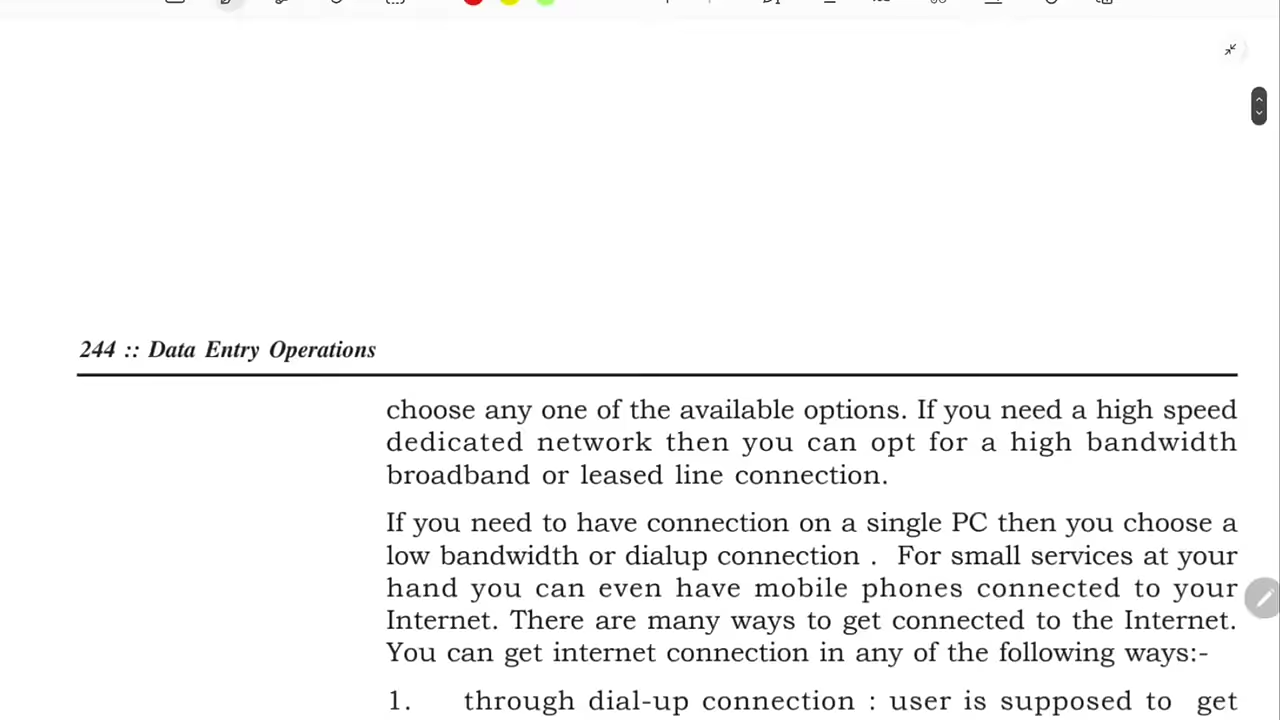 244 :: Data Entry Operations
choose any one of the available options. If you need a high speed
dedicated network then you can opt for a high bandwidth
broadband or leased line connection.
If you need to have connection on a single PC then you choose a
low bandwidth or dialup connection .  For small services at your
hand you can even have mobile phones connected to your
Internet. There are many ways to get connected to the Internet.
You can get internet connection in any of the following ways:-
1. through dial-up connection : user is supposed to get